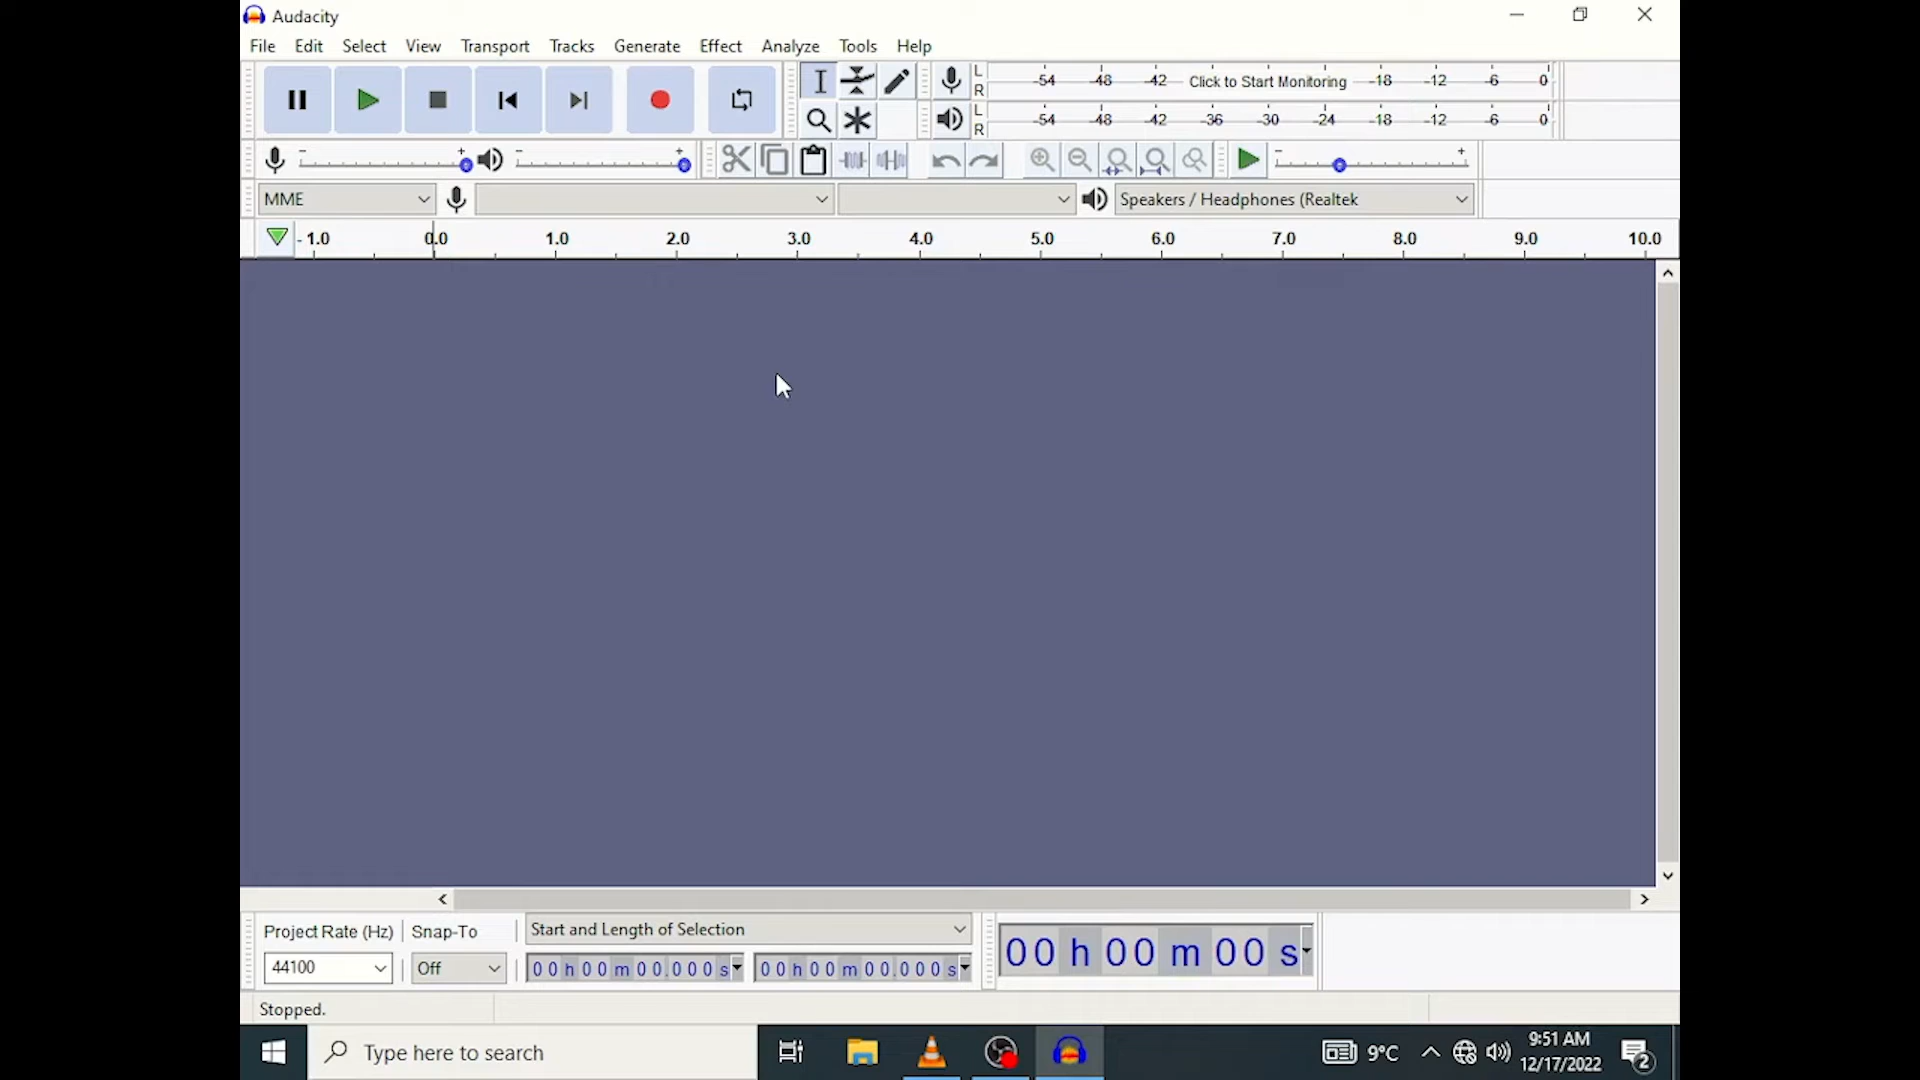 Audacity
File Edit Select View Transport Tracks Generate Effect Analyze Tools Help
L R -54 -48 -42 Click to Start Monitoring -18 -12 -6 0
L R -54 -48 -42 -36 -30 -24 -18 -12 -6 0
MME Speakers / Headphones (Realtek
- 1.0 0.0 1.0 2.0 3.0 4.0 5.0 6.0 7.0 8.0 9.0 10.0
Project Rate (Hz) Snap-To Start and Length of Selection
44100 Off 00 h 00 m 00.000 s 00 h 00 m 00.000 s 00 h 00 m 00 s
Stopped.
Type here to search 9°C 9:51 AM
12/17/2022 2